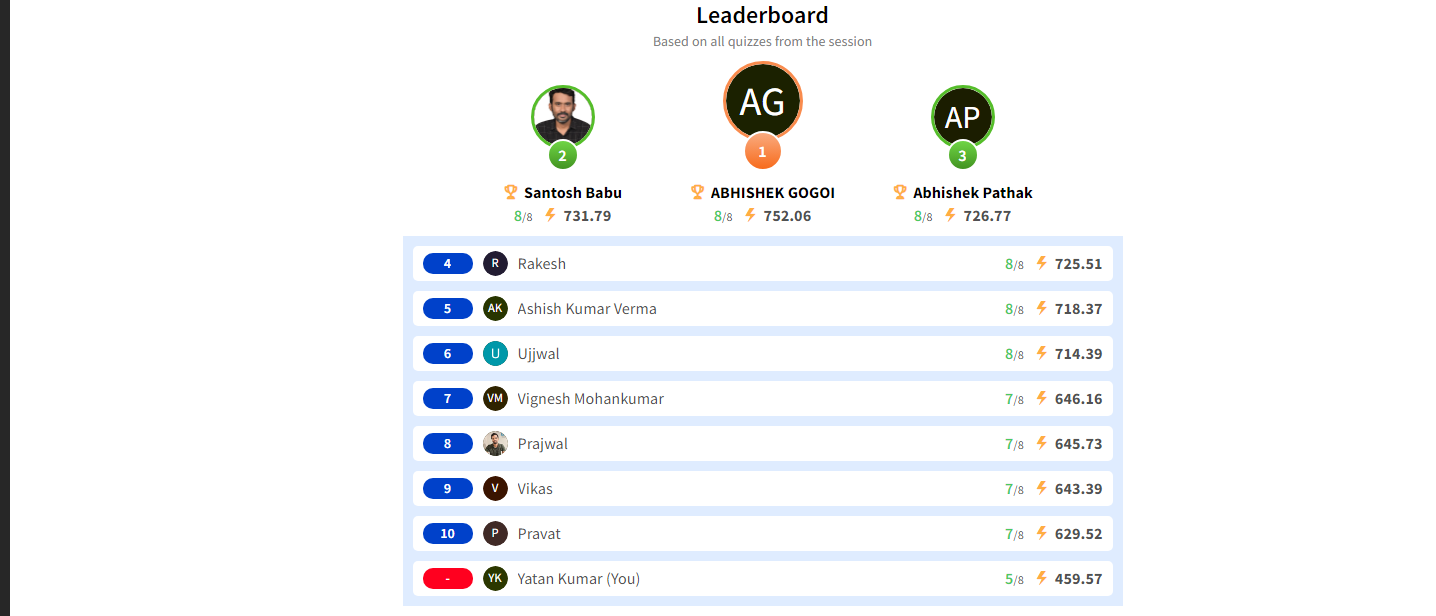 Leaderboard
Based on all quizzes from the session
AG
AP
2
1
3
Santosh Babu
ABHISHEK GOGOI
Abhishek Pathak
8/8 731.79
8/8 752.06
8/8 726.77
4 R Rakesh 8/8 725.51
5 AK Ashish Kumar Verma 8/8 718.37
6 U Ujjwal 8/8 714.39
7 VM Vignesh Mohankumar 7/8 646.16
8 Prajwal 7/8 645.73
9 V Vikas 7/8 643.39
10 P Pravat 7/8 629.52
- YK Yatan Kumar (You) 5/8 459.57